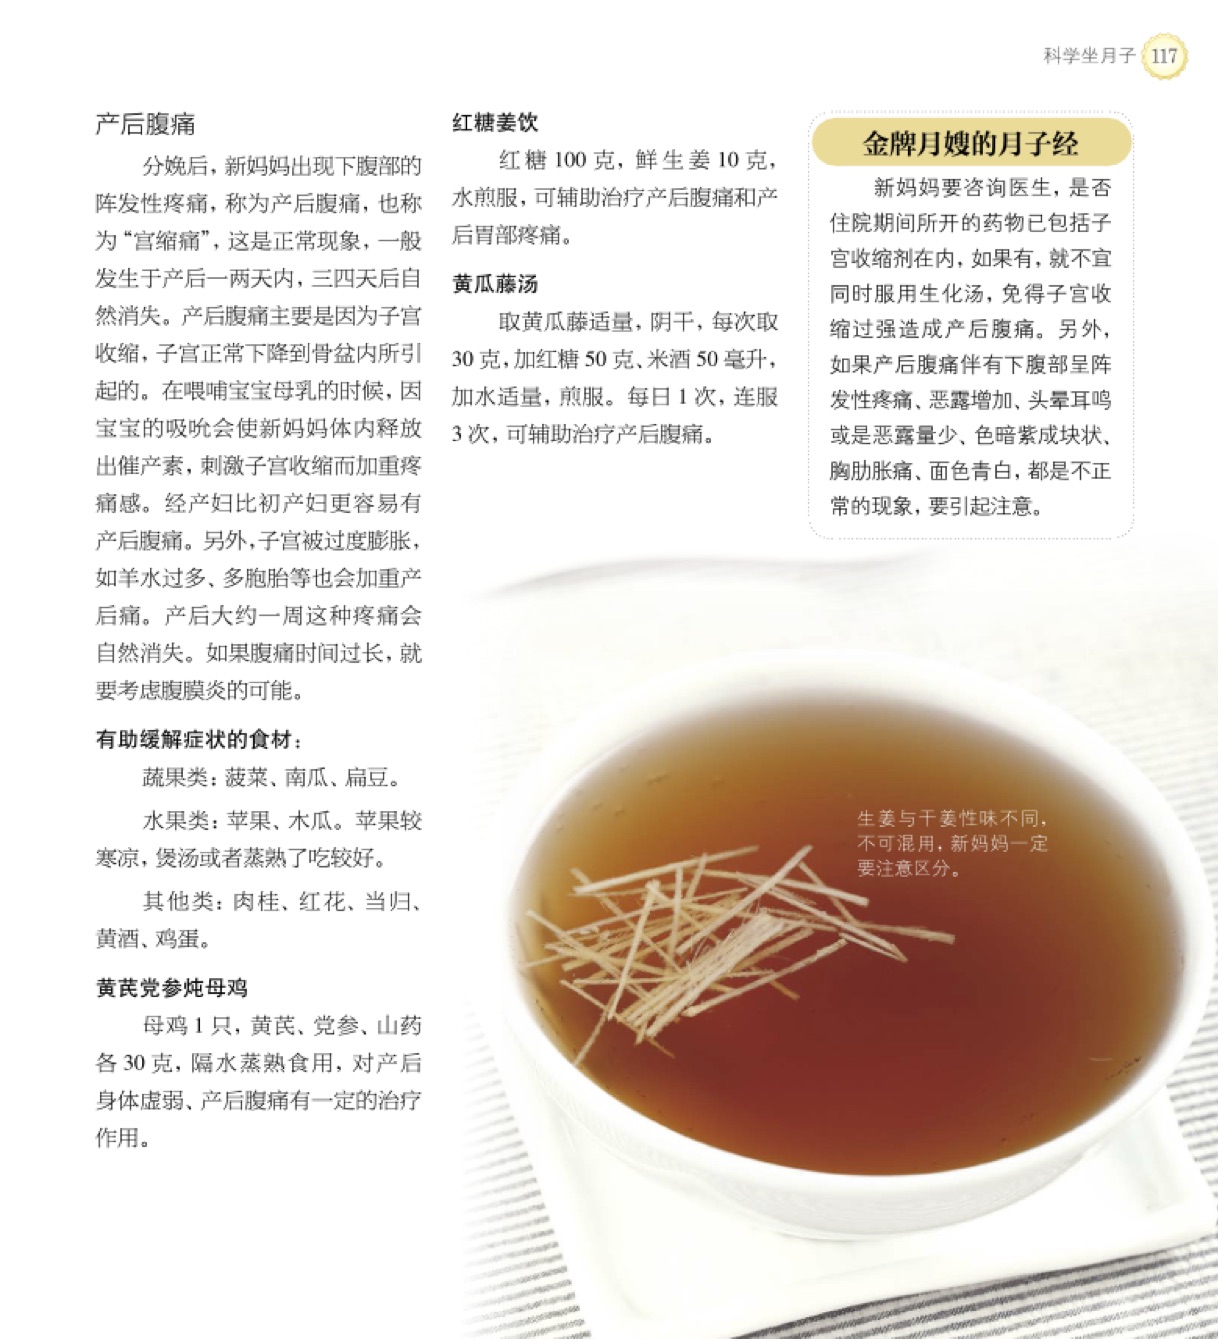 科学坐月子 117
产后腹痛
分娩后，新妈妈出现下腹部的
阵发性疼痛，称为产后腹痛，也称
为“宫缩痛”，这是正常现象，一般
发生于产后一两天内，三四天后自
然消失。产后腹痛主要是因为子宫
收缩，子宫正常下降到骨盆内所引
起的。在喂哺宝宝母乳的时候，因
宝宝的吸吮会使新妈妈体内释放
出催产素，刺激子宫收缩而加重疼
痛感。经产妇比初产妇更容易有
产后腹痛。另外，子宫被过度膨胀，
如羊水过多、多胞胎等也会加重产
后痛。产后大约一周这种疼痛会
自然消失。如果腹痛时间过长，就
要考虑腹膜炎的可能。
有助缓解症状的食材：
蔬果类：菠菜、南瓜、扁豆。
水果类：苹果、木瓜。苹果较
寒凉，煲汤或者蒸熟了吃较好。
其他类：肉桂、红花、当归、
黄酒、鸡蛋。
黄芪党参炖母鸡
母鸡 1 只，黄芪、党参、山药
各 30 克，隔水蒸熟食用，对产后
身体虚弱、产后腹痛有一定的治疗
作用。
红糖姜饮
红糖 100 克，鲜生姜 10 克，
水煎服，可辅助治疗产后腹痛和产
后胃部疼痛。
黄瓜藤汤
取黄瓜藤适量，阴干，每次取
30 克，加红糖 50 克、米酒 50 毫升，
加水适量，煎服。每日 1 次，连服
3 次，可辅助治疗产后腹痛。
金牌月嫂的月子经
新妈妈要咨询医生，是否
住院期间所开的药物已包括子
宫收缩剂在内，如果有，就不宜
同时服用生化汤，免得子宫收
缩过强造成产后腹痛。另外，
如果产后腹痛伴有下腹部呈阵
发性疼痛、恶露增加、头晕耳鸣
或是恶露量少、色暗紫成块状、
胸肋胀痛、面色青白，都是不正
常的现象，要引起注意。
生姜与干姜性味不同，
不可混用，新妈妈一定
要注意区分。